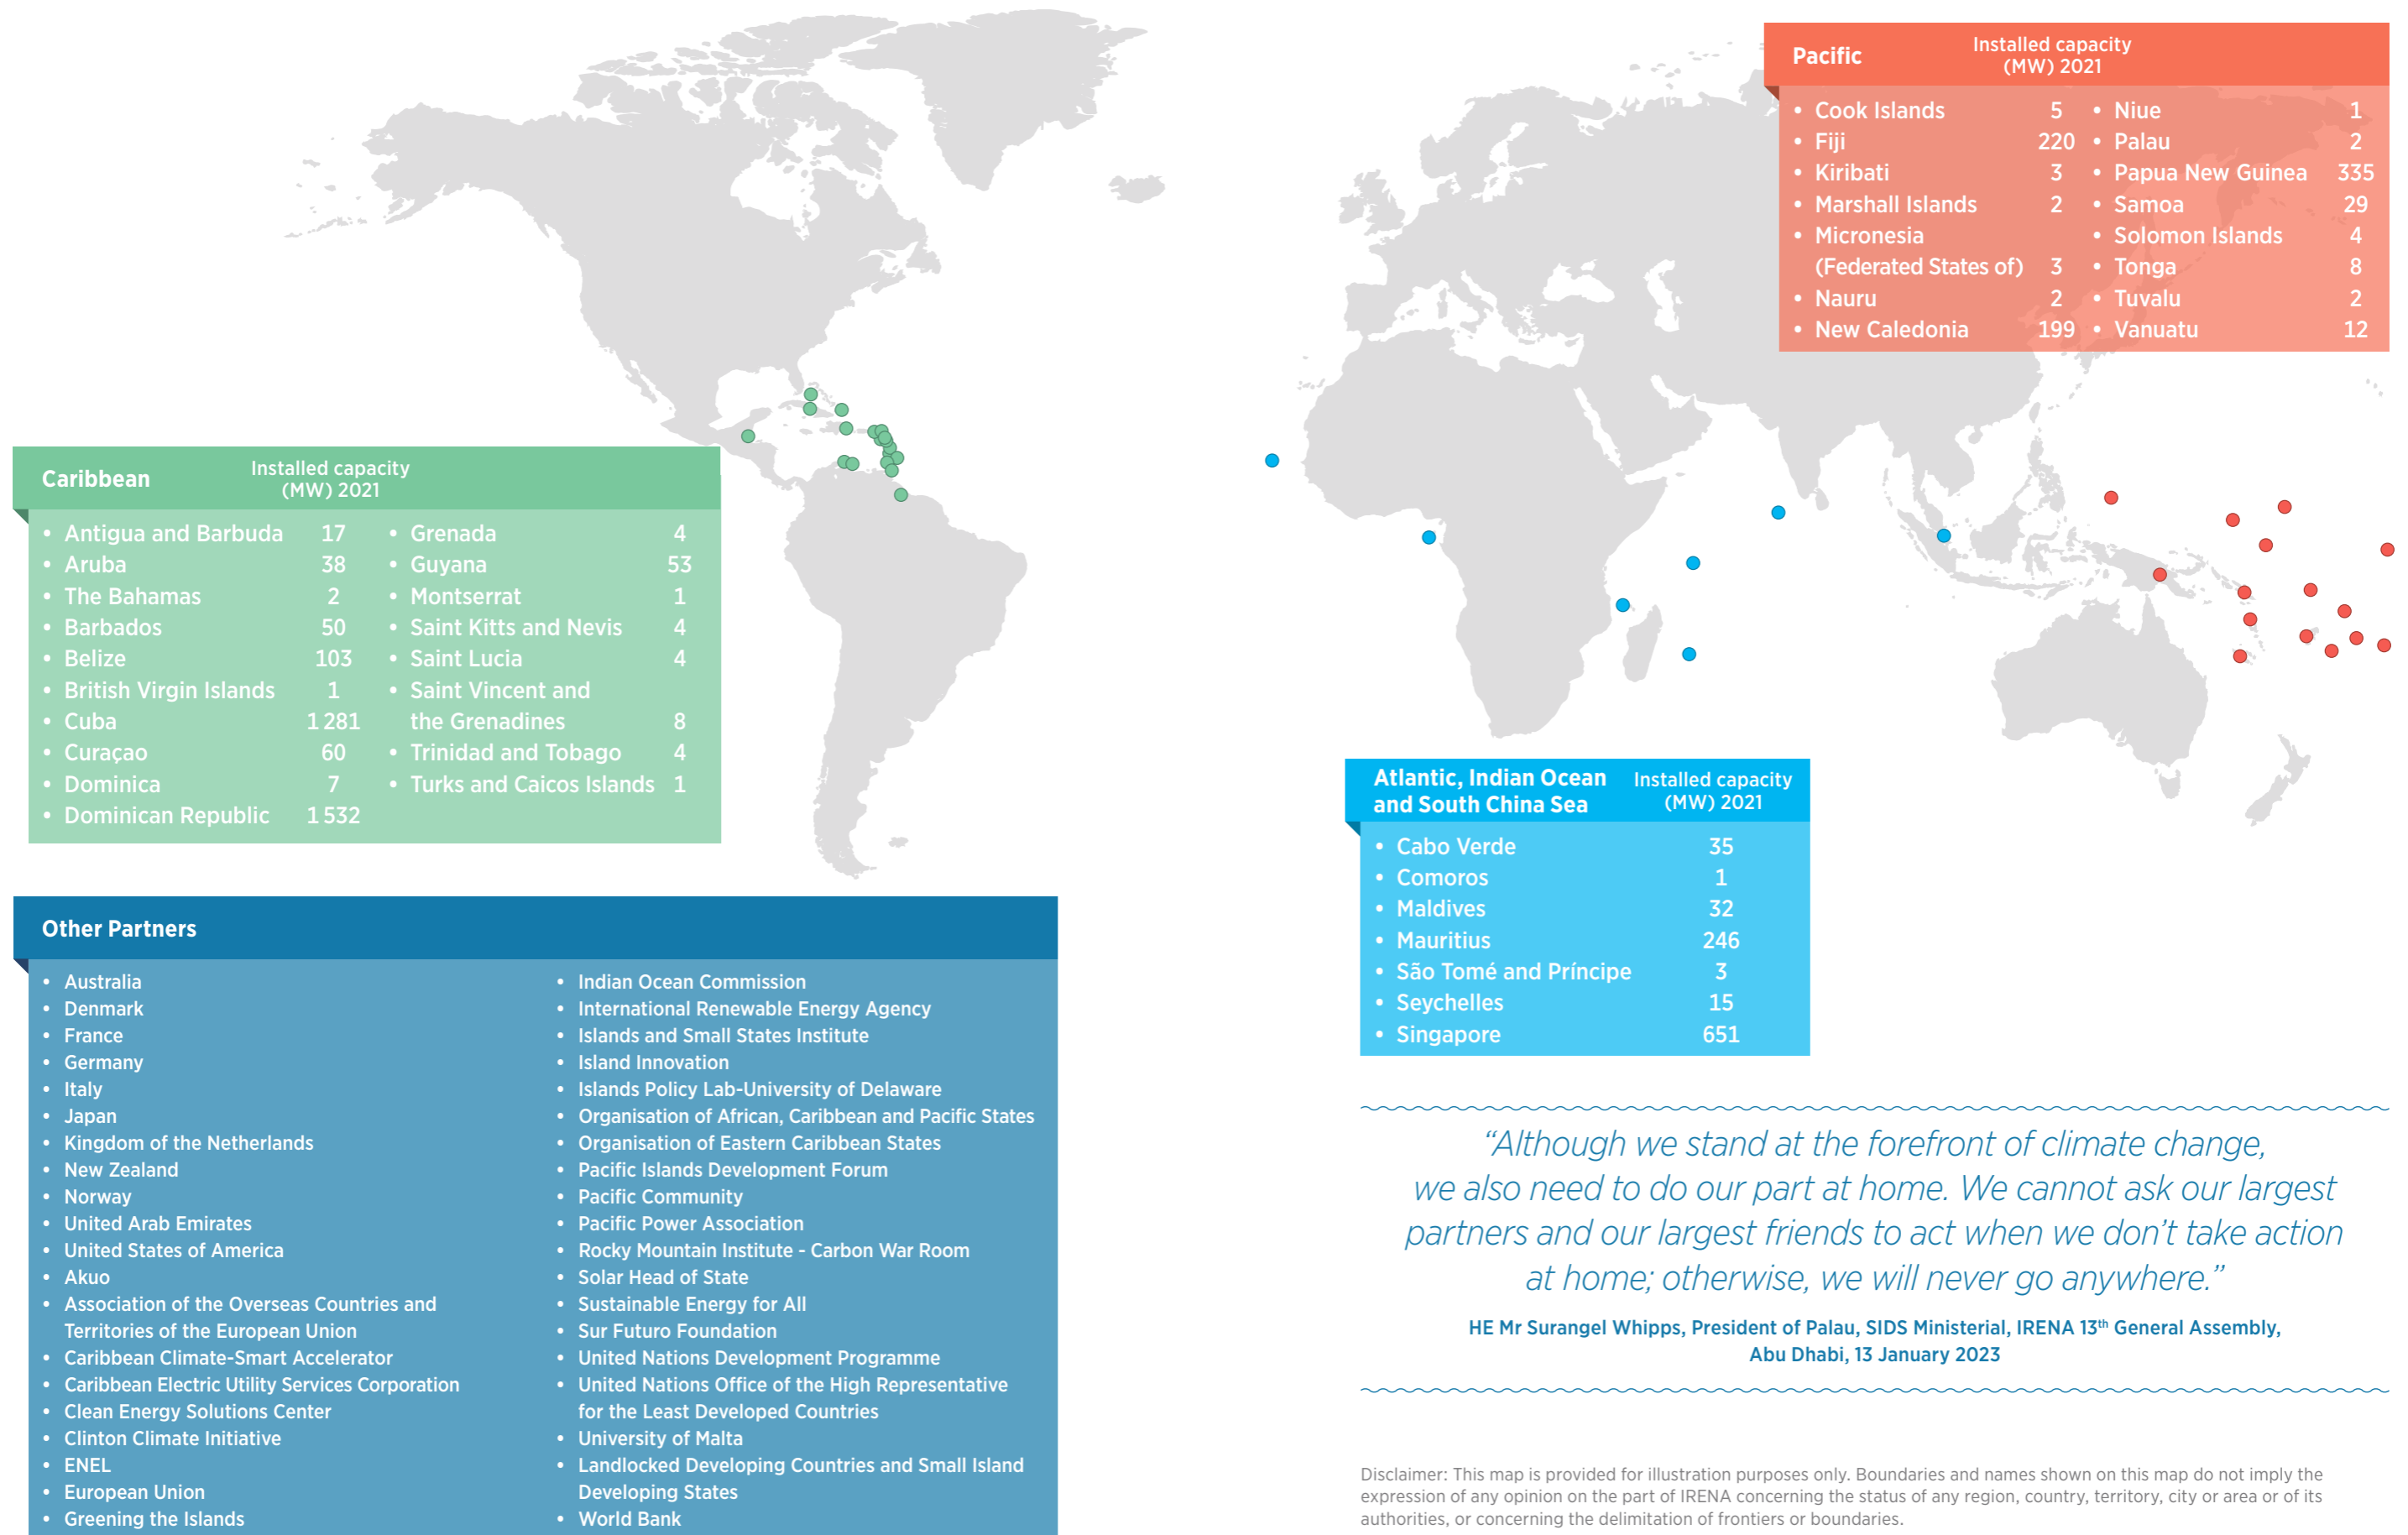 Pacific
Installed capacity
(MW) 2021
• Cook Islands 5
• Fiji 220
• Kiribati 3
• Marshall Islands 2
• Micronesia
(Federated States of) 3
• Nauru 2
• New Caledonia 199
• Niue 1
• Palau 2
• Papua New Guinea 335
• Samoa 29
• Solomon Islands 4
• Tonga 8
• Tuvalu 2
• Vanuatu 12
Caribbean
Installed capacity
(MW) 2021
• Antigua and Barbuda 17
• Aruba 38
• The Bahamas 2
• Barbados 50
• Belize 103
• British Virgin Islands 1
• Cuba 1 281
• Curaçao 60
• Dominica 7
• Dominican Republic 1 532
• Grenada 4
• Guyana 53
• Montserrat 1
• Saint Kitts and Nevis 4
• Saint Lucia 4
• Saint Vincent and
the Grenadines 8
• Trinidad and Tobago 4
• Turks and Caicos Islands 1
Atlantic, Indian Ocean
and South China Sea
Installed capacity
(MW) 2021
• Cabo Verde 35
• Comoros 1
• Maldives 32
• Mauritius 246
• São Tomé and Príncipe 3
• Seychelles 15
• Singapore 651
Other Partners
• Australia
• Denmark
• France
• Germany
• Italy
• Japan
• Kingdom of the Netherlands
• New Zealand
• Norway
• United Arab Emirates
• United States of America
• Akuo
• Association of the Overseas Countries and
Territories of the European Union
• Caribbean Climate-Smart Accelerator
• Caribbean Electric Utility Services Corporation
• Clean Energy Solutions Center
• Clinton Climate Initiative
• ENEL
• European Union
• Greening the Islands
• Indian Ocean Commission
• International Renewable Energy Agency
• Islands and Small States Institute
• Island Innovation
• Islands Policy Lab-University of Delaware
• Organisation of African, Caribbean and Pacific States
• Organisation of Eastern Caribbean States
• Pacific Islands Development Forum
• Pacific Community
• Pacific Power Association
• Rocky Mountain Institute - Carbon War Room
• Solar Head of State
• Sustainable Energy for All
• Sur Futuro Foundation
• United Nations Development Programme
• United Nations Office of the High Representative
for the Least Developed Countries
• University of Malta
• Landlocked Developing Countries and Small Island
Developing States
• World Bank
“Although we stand at the forefront of climate change,
we also need to do our part at home. We cannot ask our largest
partners and our largest friends to act when we don’t take action
at home; otherwise, we will never go anywhere.”
HE Mr Surangel Whipps, President of Palau, SIDS Ministerial, IRENA 13th General Assembly,
Abu Dhabi, 13 January 2023
Disclaimer: This map is provided for illustration purposes only. Boundaries and names shown on this map do not imply the
expression of any opinion on the part of IRENA concerning the status of any region, country, territory, city or area or of its
authorities, or concerning the delimitation of frontiers or boundaries.